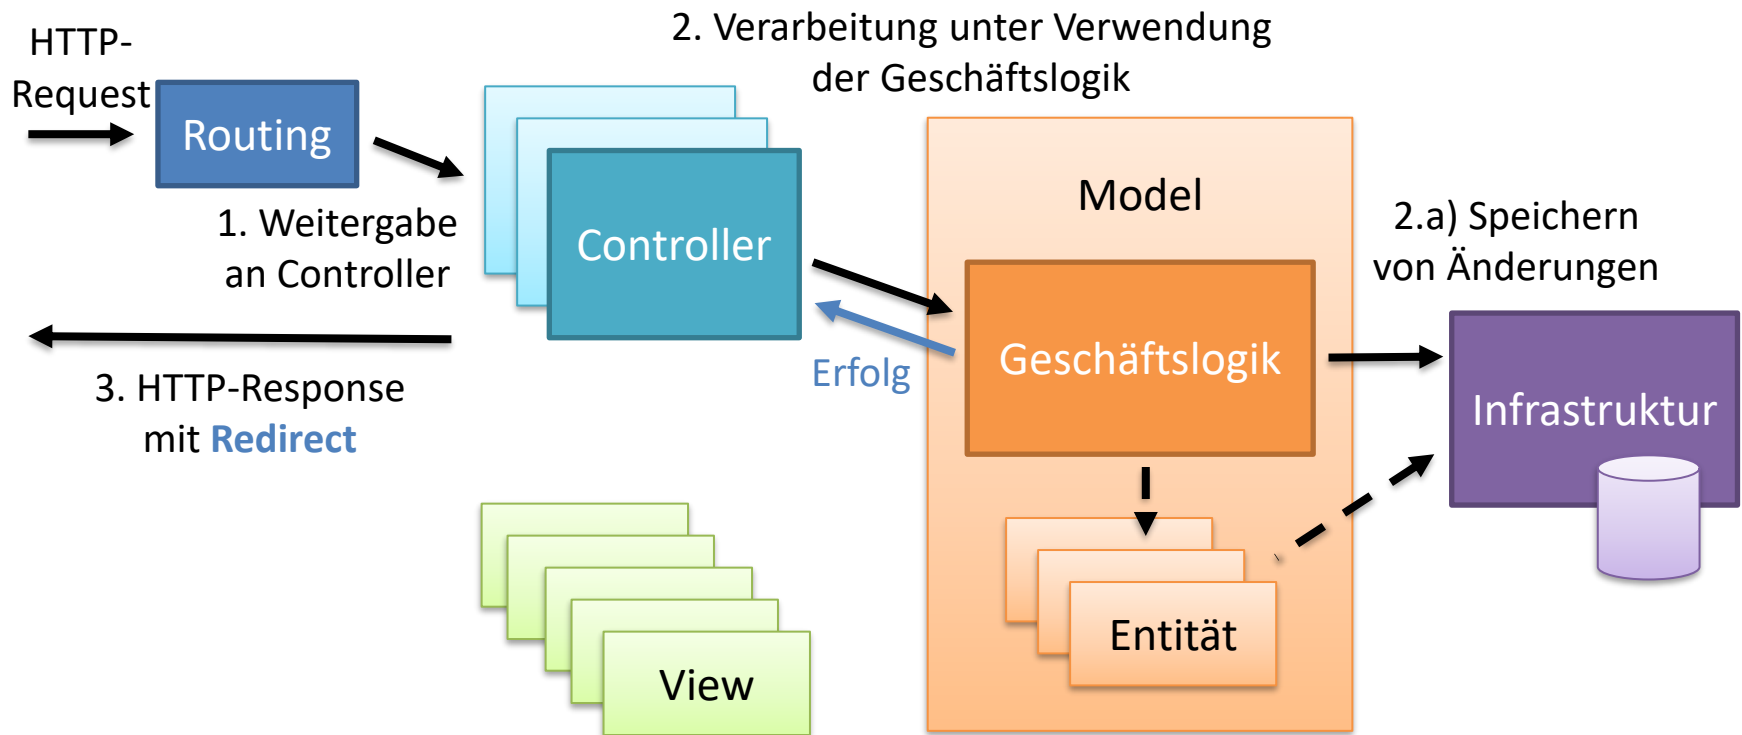 HTTP-
Request
Routing
1. Weitergabe
an Controller
Controller
2. Verarbeitung unter Verwendung
der Geschäftslogik
Model
Geschäftslogik
Erfolg
2.a) Speichern
von Änderungen
Infrastruktur
3. HTTP-Response
mit Redirect
View
Entität